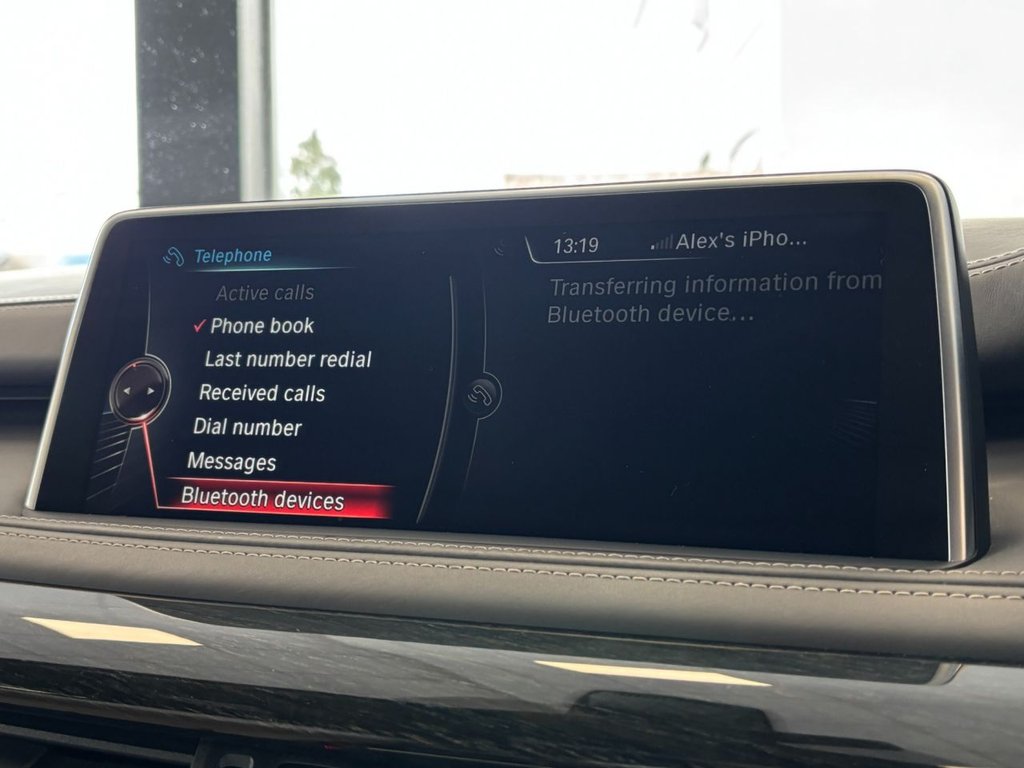 Telephone
Active calls
Phone book
Last number redial
Received calls
Dial number
Messages
Bluetooth devices
13:19 Alex's iPho...
Transferring information from
Bluetooth device...